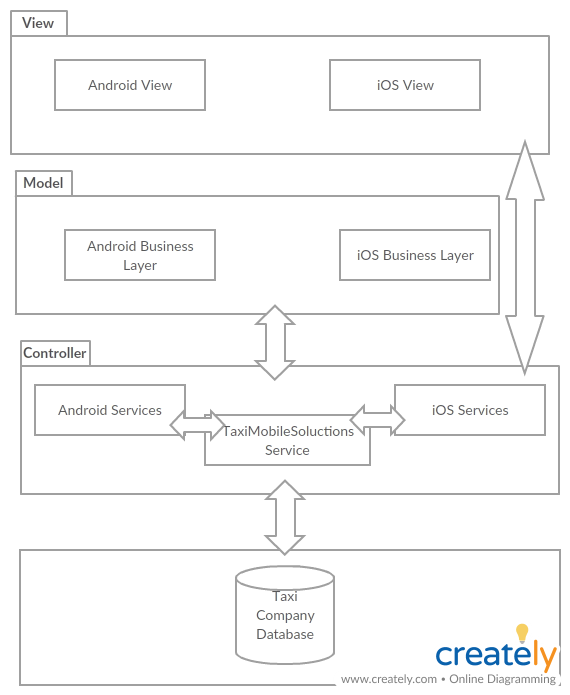 View
Android View
iOS View
Model
Android Business
Layer
iOS Business Layer
Controller
Android Services
iOS Services
TaxiMobileSoluctions
Service
Taxi
Company
Database
creately
www.creately.com • Online Diagramming